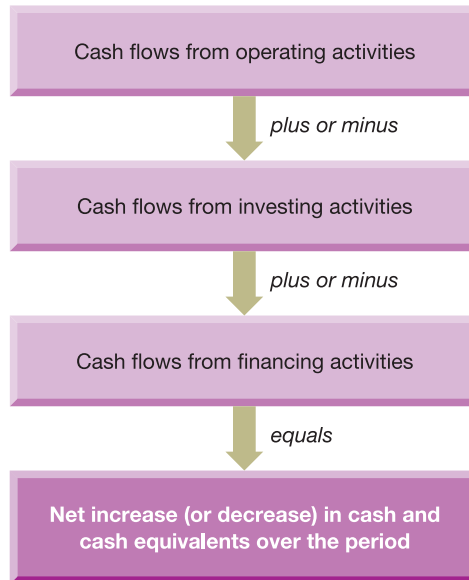 Cash flows from operating activities
plus or minus
Cash flows from investing activities
plus or minus
Cash flows from financing activities
equals
Net increase (or decrease) in cash and
cash equivalents over the period